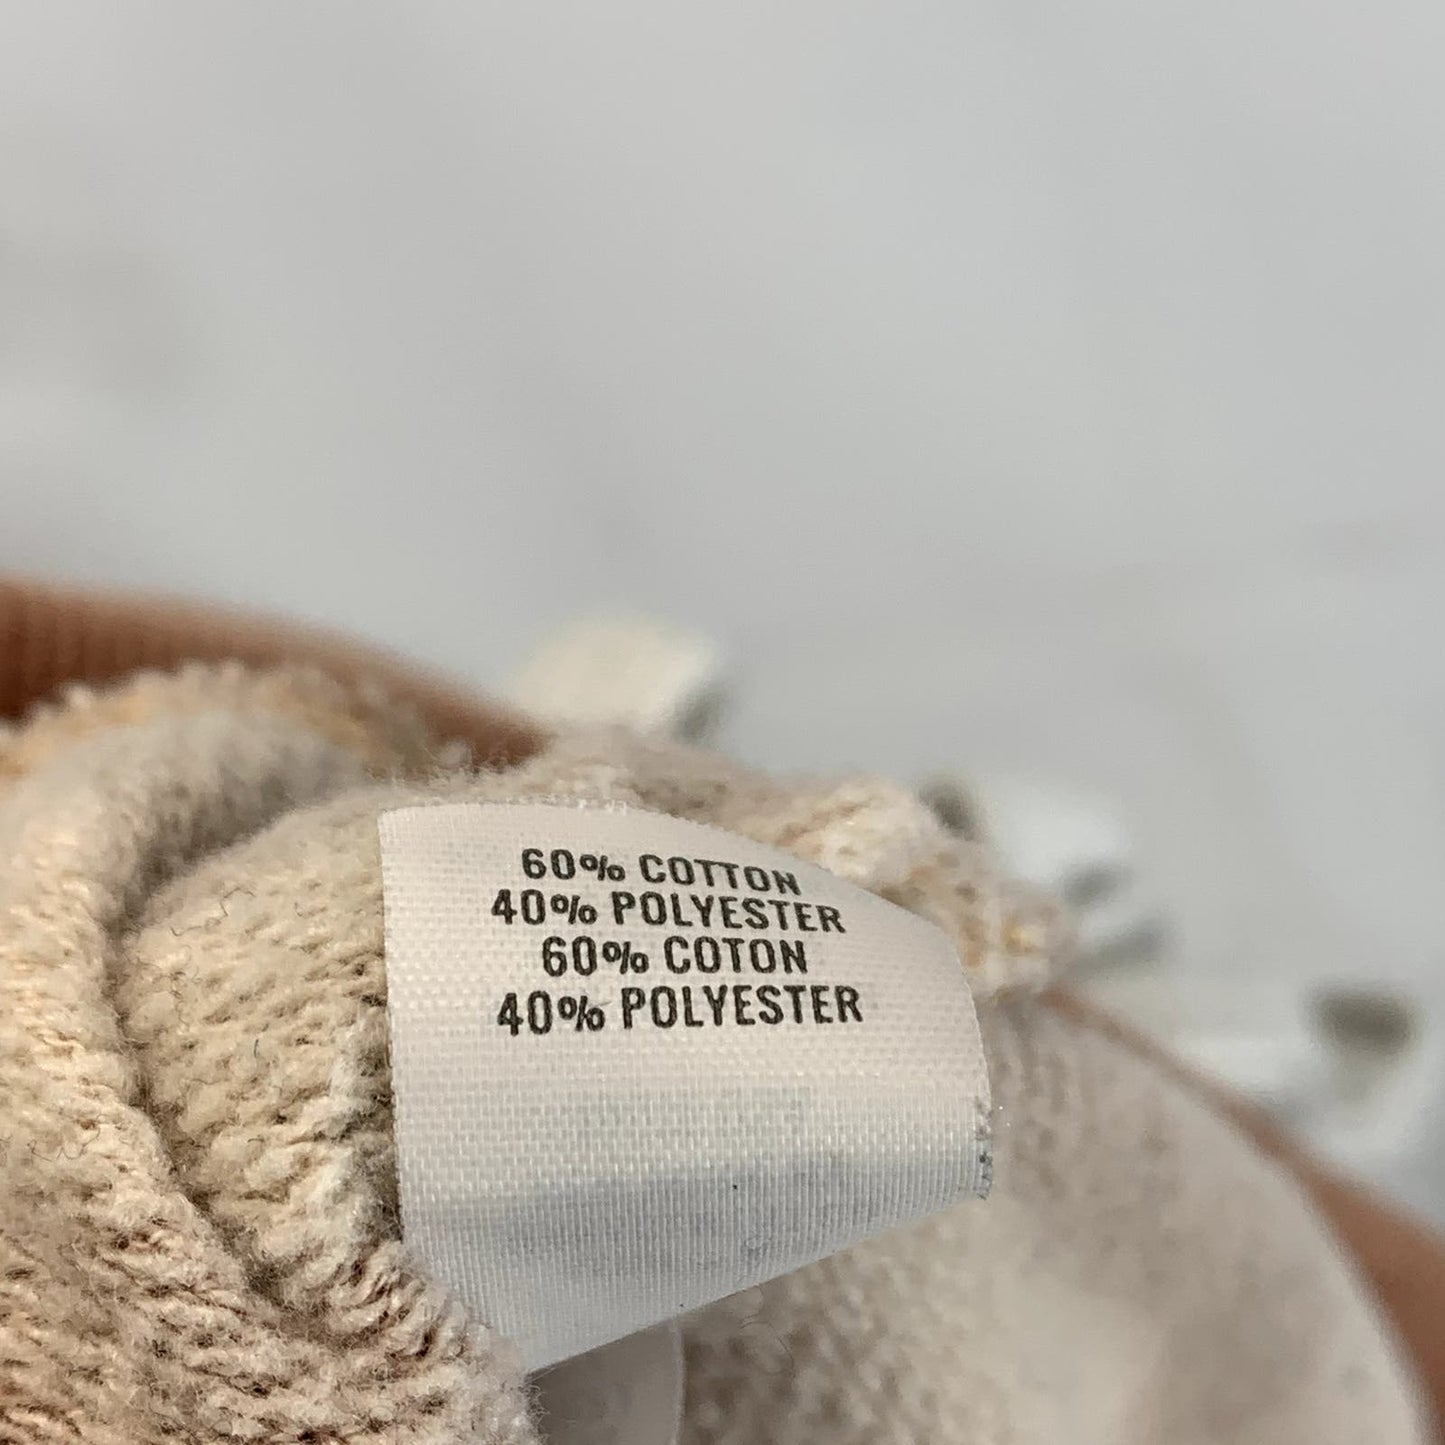 60% COTTON
40% POLYESTER
60% COTON
40% POLYESTER